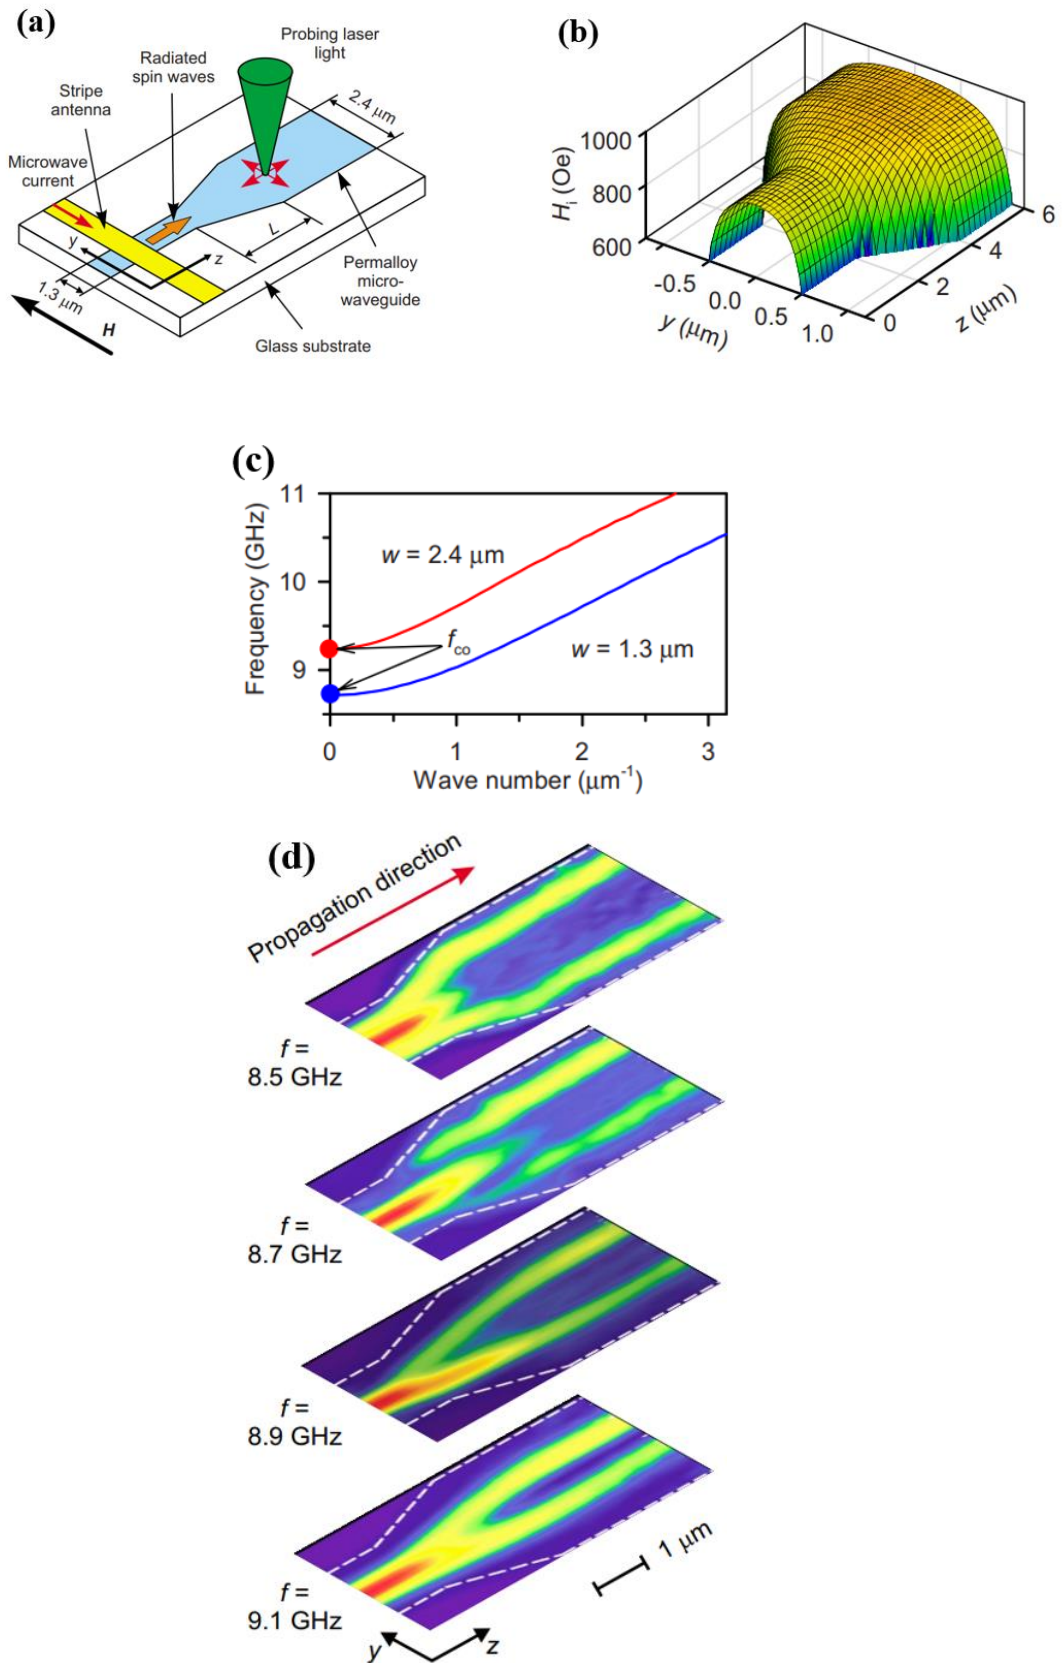 (a)
Probing laser
light
Radiated
spin waves
Stripe
antenna
Microwave
current
2.4 μm
L
y
z
1.3 μm
H
Permalloy
micro-
waveguide
Glass substrate
(b)
1000
800
600
Hi (Oe)
-0.5
0.0
0.5
1.0
y (μm)
0
2
4
6
z (μm)
(c)
11
10
9
Frequency (GHz)
w = 2.4 μm
fco
w = 1.3 μm
0
1
2
3
Wave number (μm-1)
(d)
Propagation direction
f =
8.5 GHz
f =
8.7 GHz
f =
8.9 GHz
f =
9.1 GHz
1 μm
y
z